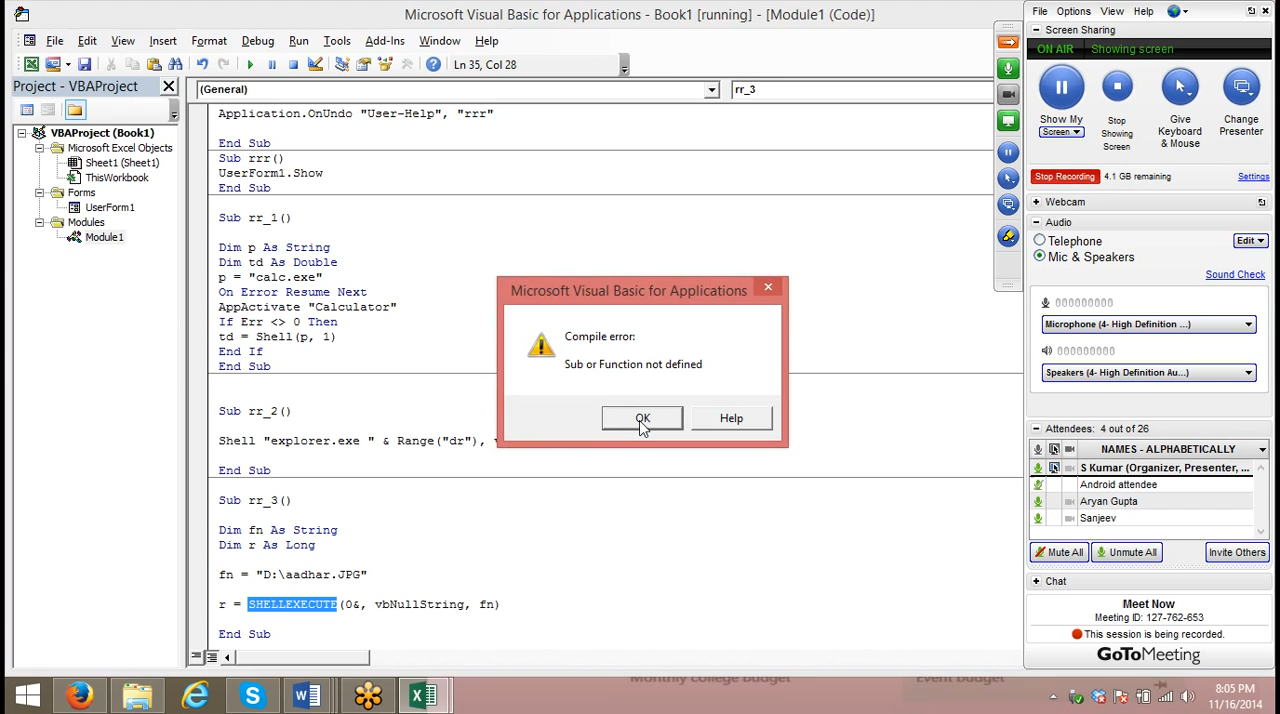 Microsoft Visual Basic for Applications - Book1 [running] - [Module1 (Code)]
File Edit View Insert Format Debug Tools Add-Ins Window Help
Ln 35, Col 28
Project - VBAProject
VBAProject (Book1)
Microsoft Excel Objects
Sheet1 (Sheet1)
ThisWorkbook
Forms
UserForm1
Modules
Module1
(General)
rr_3
Application.OnUndo "User-Help", "rrr"
End Sub
Sub rrr()
UserForm1.Show
End Sub
Sub rr_1()
Dim p As String
Dim td As Double
p = "calc.exe"
On Error Resume Next
AppActivate "Calculator"
If Err <> 0 Then
td = Shell(p, 1)
End If
End Sub
Sub rr_2()
Shell "explorer.exe " & Range("dr"),
End Sub
Sub rr_3()
Dim fn As String
Dim r As Long
fn = "D:\aadhar.JPG"
r = SHELLEXECUTE(0&, vbNullString, fn)
End Sub
Microsoft Visual Basic for Applications
Compile error:
Sub or Function not defined
OK
Help
File Options View Help
Screen Sharing
ON AIR Showing screen
Show My
Screen
Stop
Showing
Screen
Give
Keyboard
& Mouse
Change
Presenter
Stop Recording 4.1 GB remaining Settings
Webcam
Audio
Telephone
Edit
Mic & Speakers
Sound Check
Microphone (4- High Definition ...)
Speakers (4- High Definition Au...)
Attendees: 4 out of 26
NAMES - ALPHABETICALLY
S Kumar (Organizer, Presenter, ...
Android attendee
Aryan Gupta
Sanjeev
Mute All
Unmute All
Invite Others
Chat
Meet Now
Meeting ID: 127-762-653
This session is being recorded.
GoToMeeting
Monthly college budget
Event budget
8:05 PM
11/16/2014